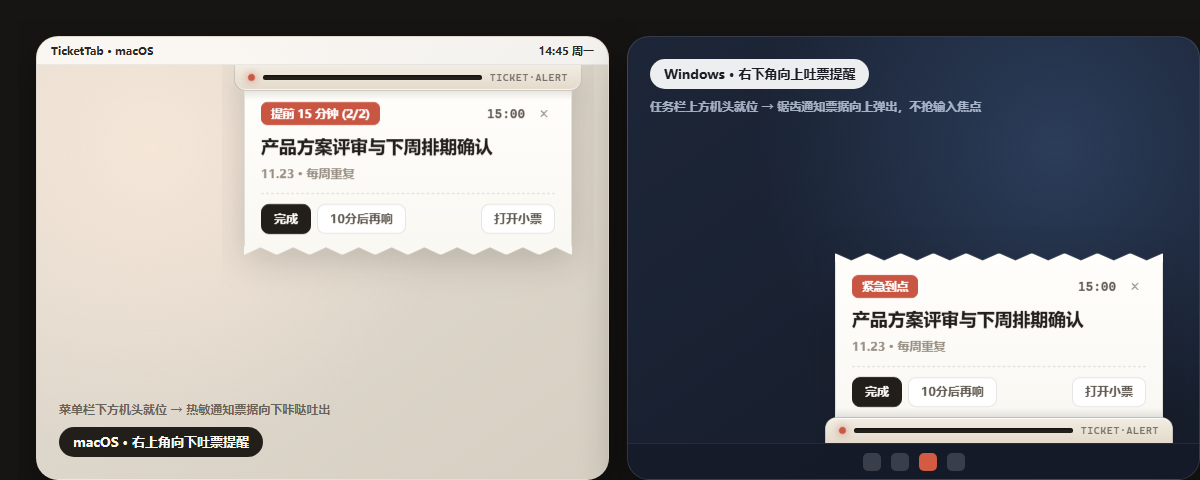 TicketTab • macOS
14:45 周一
TICKET·ALERT
提前 15 分钟 (2/2)
15:00 ×
产品方案评审与下周排期确认
11.23 • 每周重复
完成
10分后再响
打开小票
菜单栏下方机头就位 → 热敏通知票据向下咔哒吐出
macOS • 右上角向下吐票提醒
Windows • 右下角向上吐票提醒
任务栏上方机头就位 → 锯齿通知票据向上弹出，不抢输入焦点
紧急到点
15:00 ×
产品方案评审与下周排期确认
11.23 • 每周重复
完成
10分后再响
打开小票
TICKET·ALERT